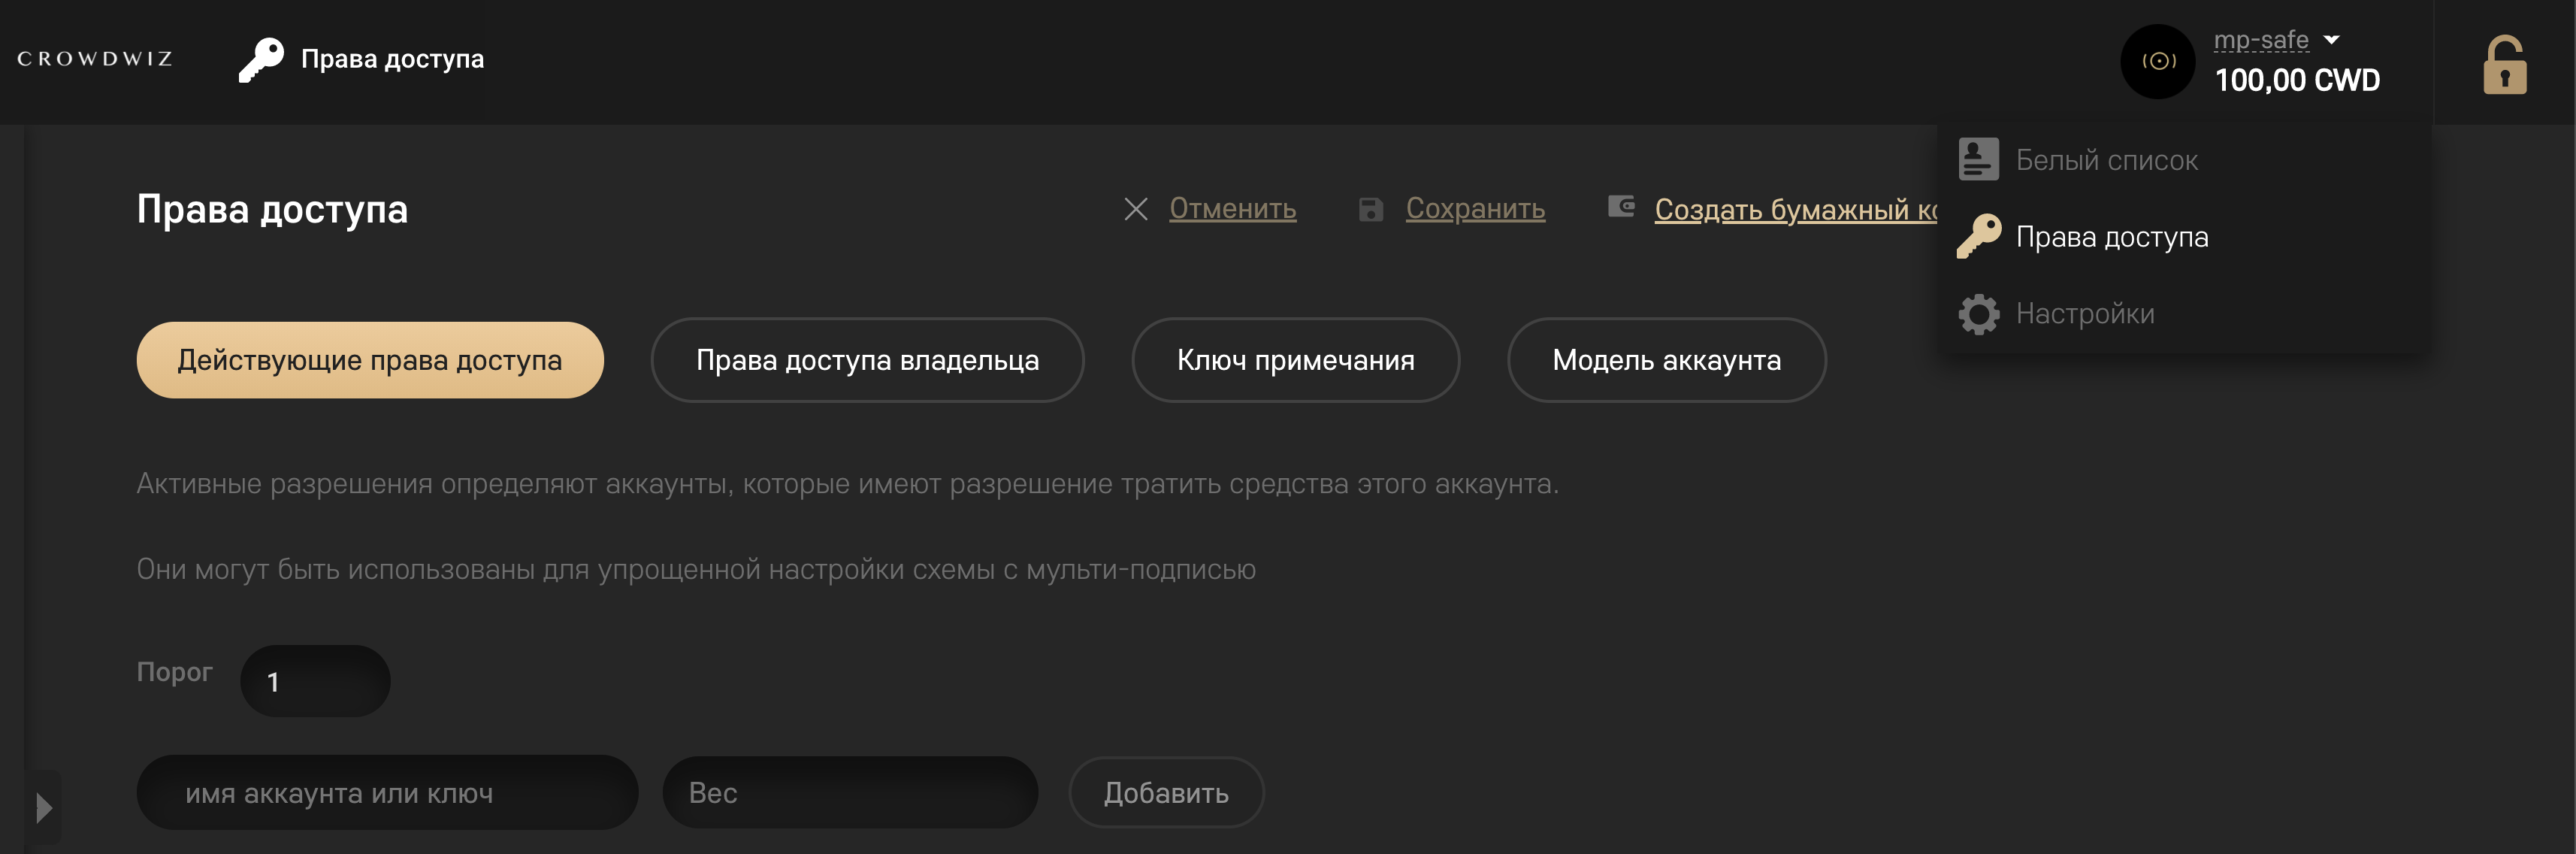 CROWDWIZ
Права доступа
mp-safe
100,00 CWD
Белый список
Права доступа
Настройки
Права доступа
Отменить
Сохранить
Создать бумажный
Действующие права доступа
Права доступа владельца
Ключ примечания
Модель аккаунта
Активные разрешения определяют аккаунты, которые имеют разрешение тратить средства этого аккаунта.
Они могут быть использованы для упрощенной настройки схемы с мульти-подписью
Порог
1
имя аккаунта или ключ
Вес
Добавить